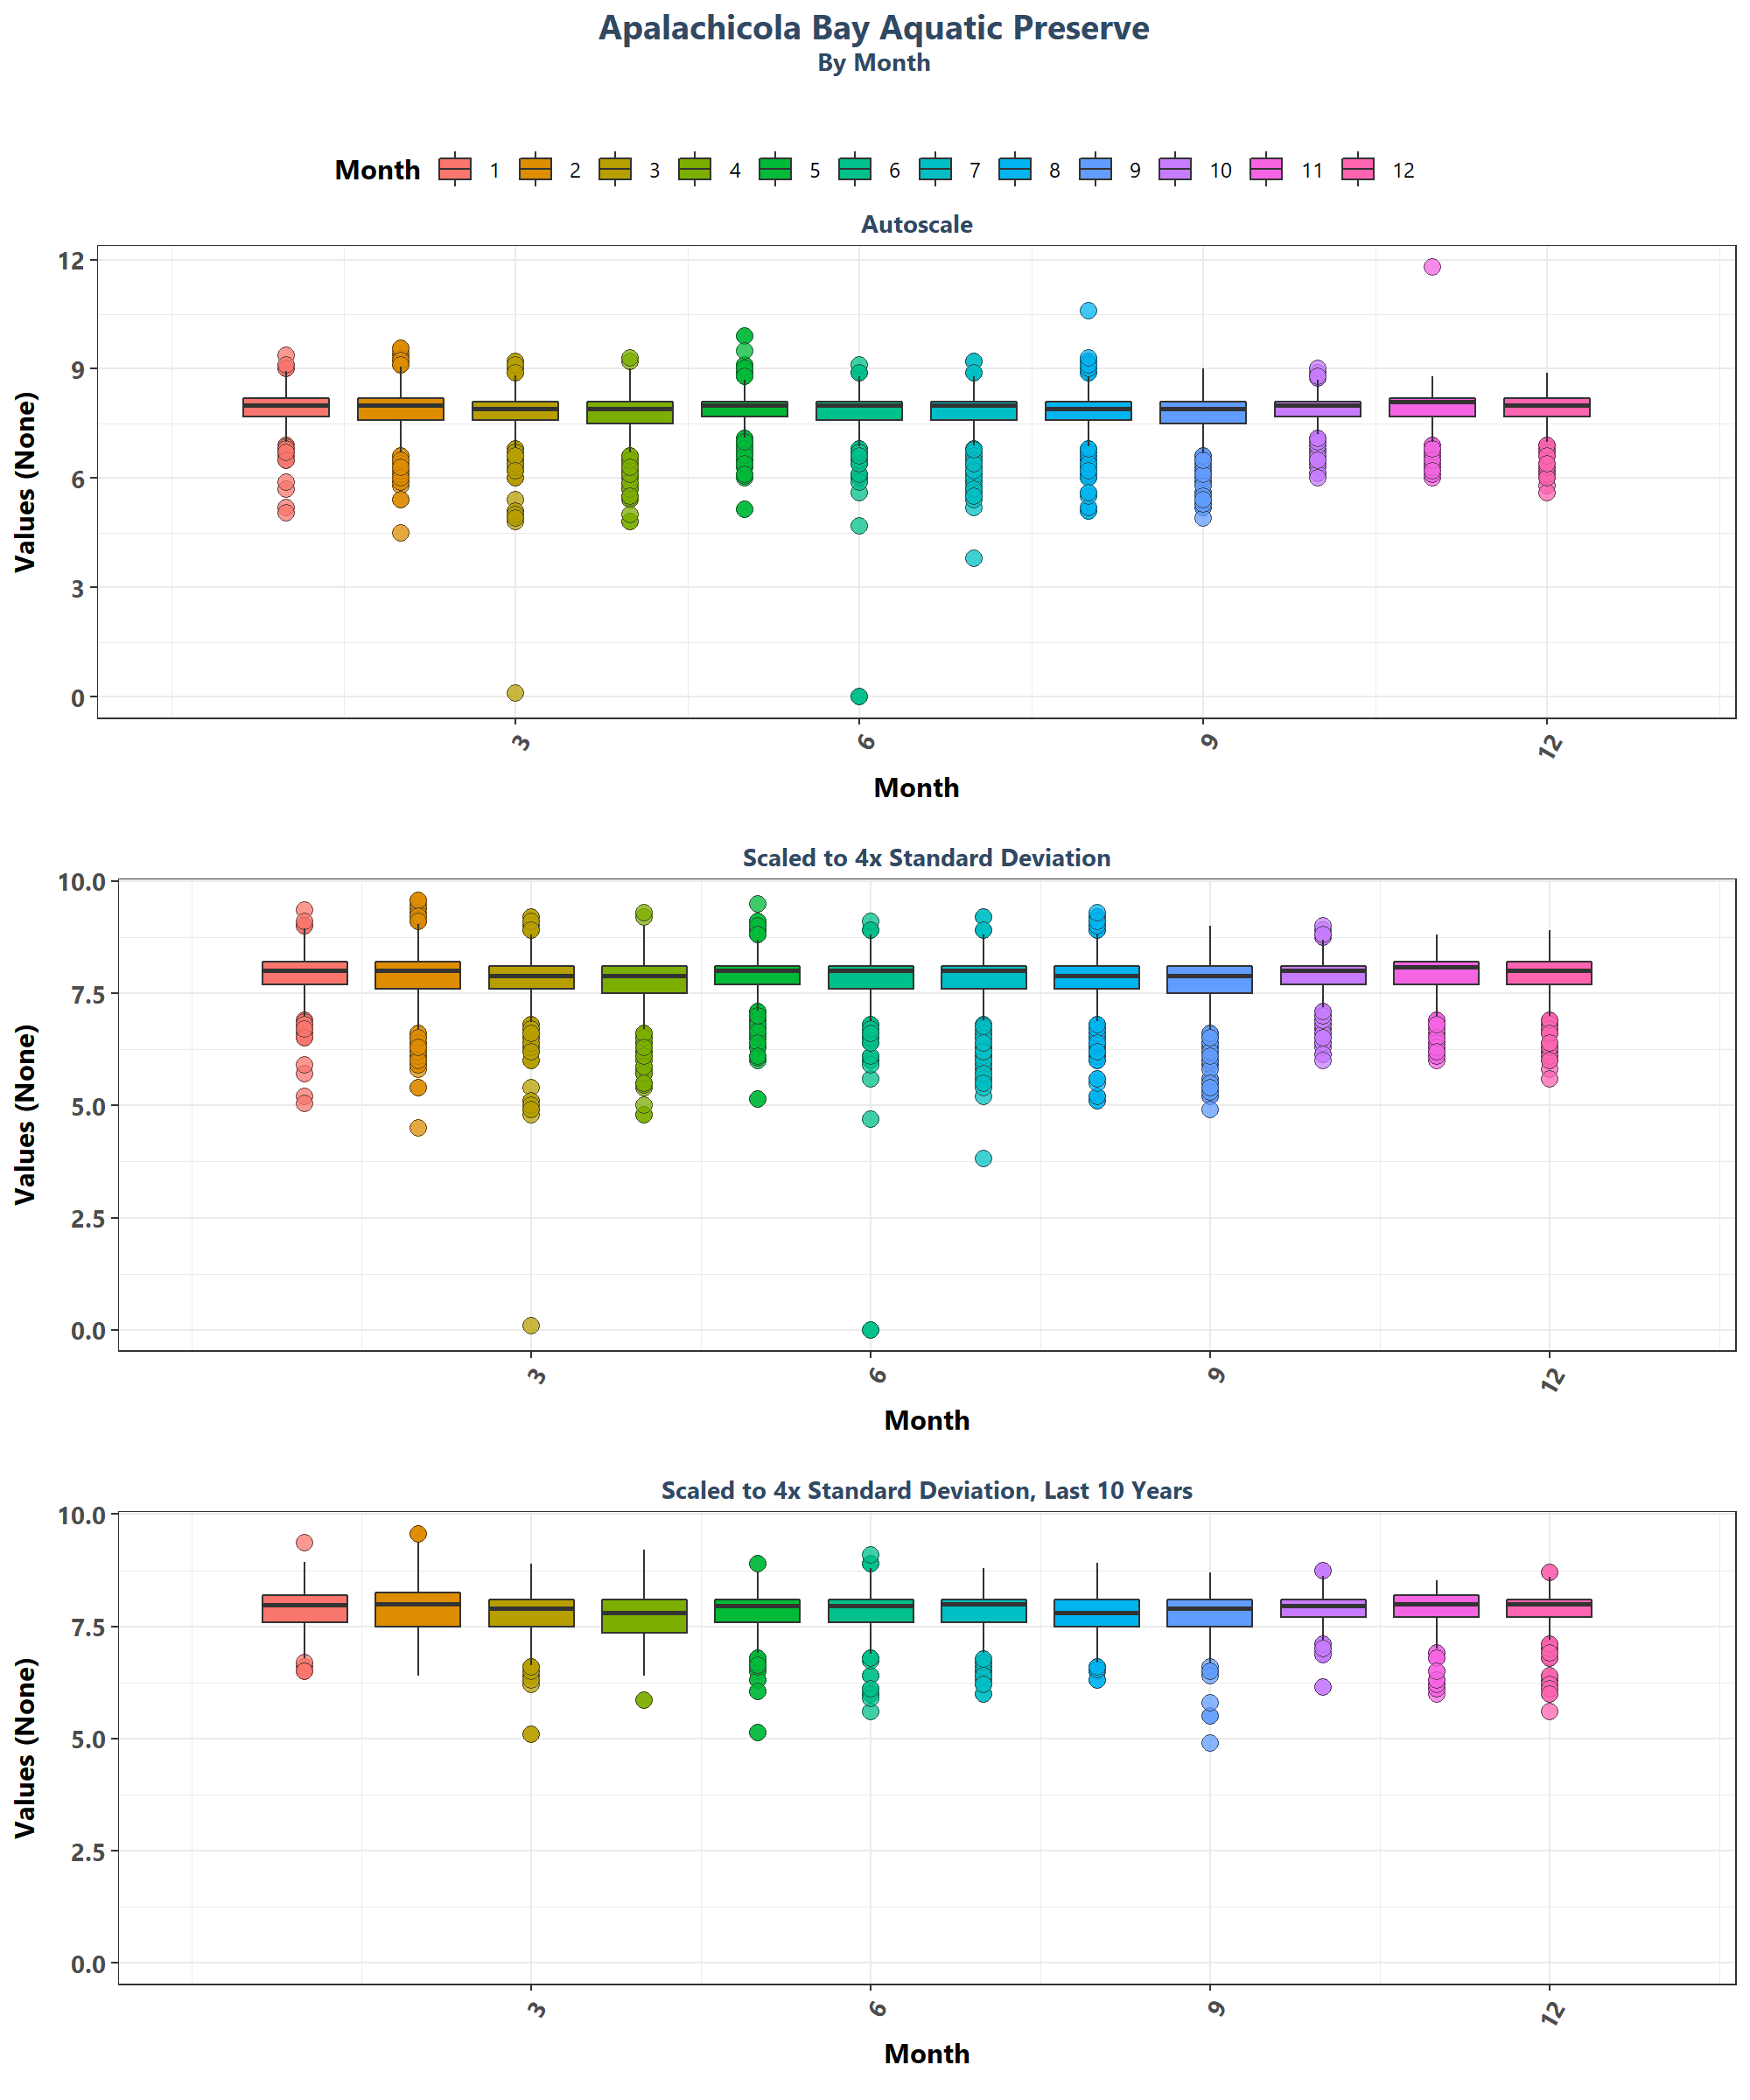 Apalachicola Bay Aquatic Preserve
By Month
Month 1 2 3 4 5 6 7 8 9 10 11 12
Autoscale
Values (None)
12
9
6
3
0
3 6 9 12
Month
Scaled to 4x Standard Deviation
Values (None)
10.0
7.5
5.0
2.5
0.0
3 6 9 12
Month
Scaled to 4x Standard Deviation, Last 10 Years
Values (None)
10.0
7.5
5.0
2.5
0.0
3 6 9 12
Month